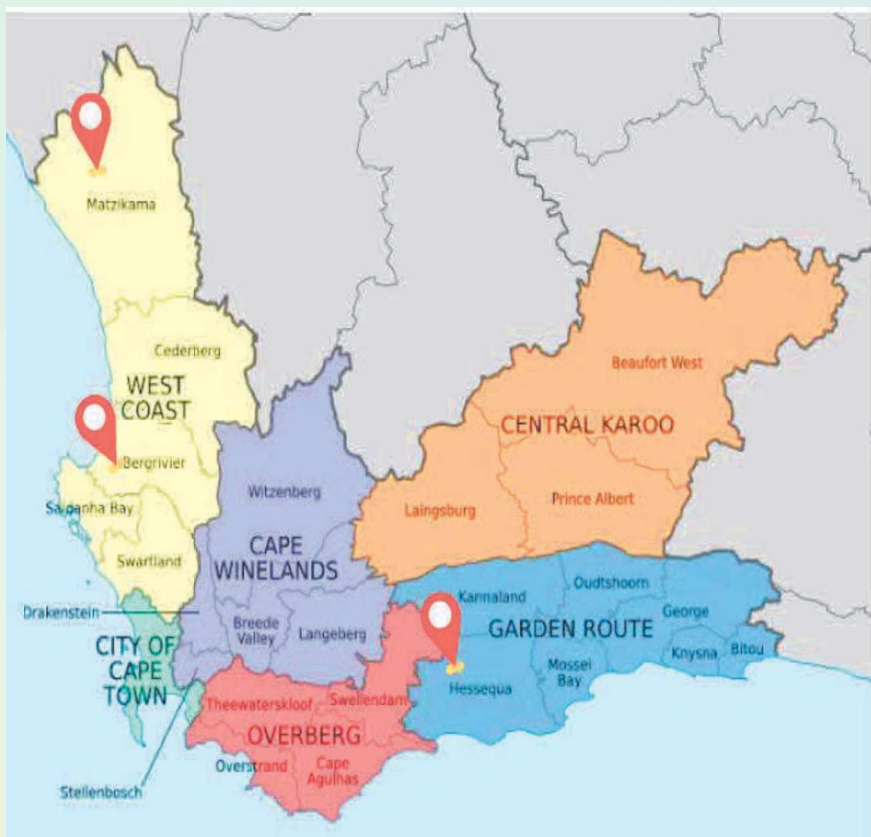 Matzikama
Cederberg
WEST
COAST
Bergrivier
Saldanha Bay
Swartland
Drakenstein
CITY OF
CAPE
TOWN
Stellenbosch
Witzenberg
CAPE
WINELANDS
Breede
Valley
Langeberg
Theewaterskloof
Swellendam
OVERBERG
Overstrand
Cape
Agulhas
Beaufort West
CENTRAL KAROO
Laingsburg
Prince Albert
Kannaland
Oudtshoorn
George
GARDEN ROUTE
Knysna
Bitou
Mossel
Bay
Hessequa